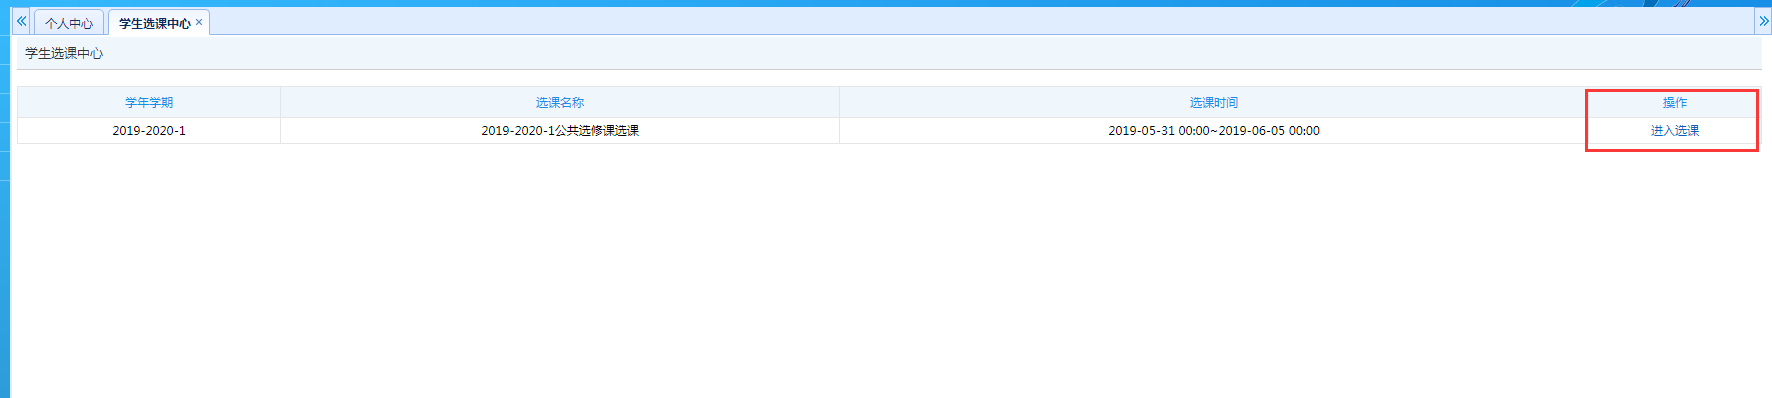 个人中心 学生选课中心
学生选课中心
学年学期 选课名称 选课时间 操作
2019-2020-1 2019-2020-1公共选修课选课 2019-05-31 00:00~2019-06-05 00:00 进入选课